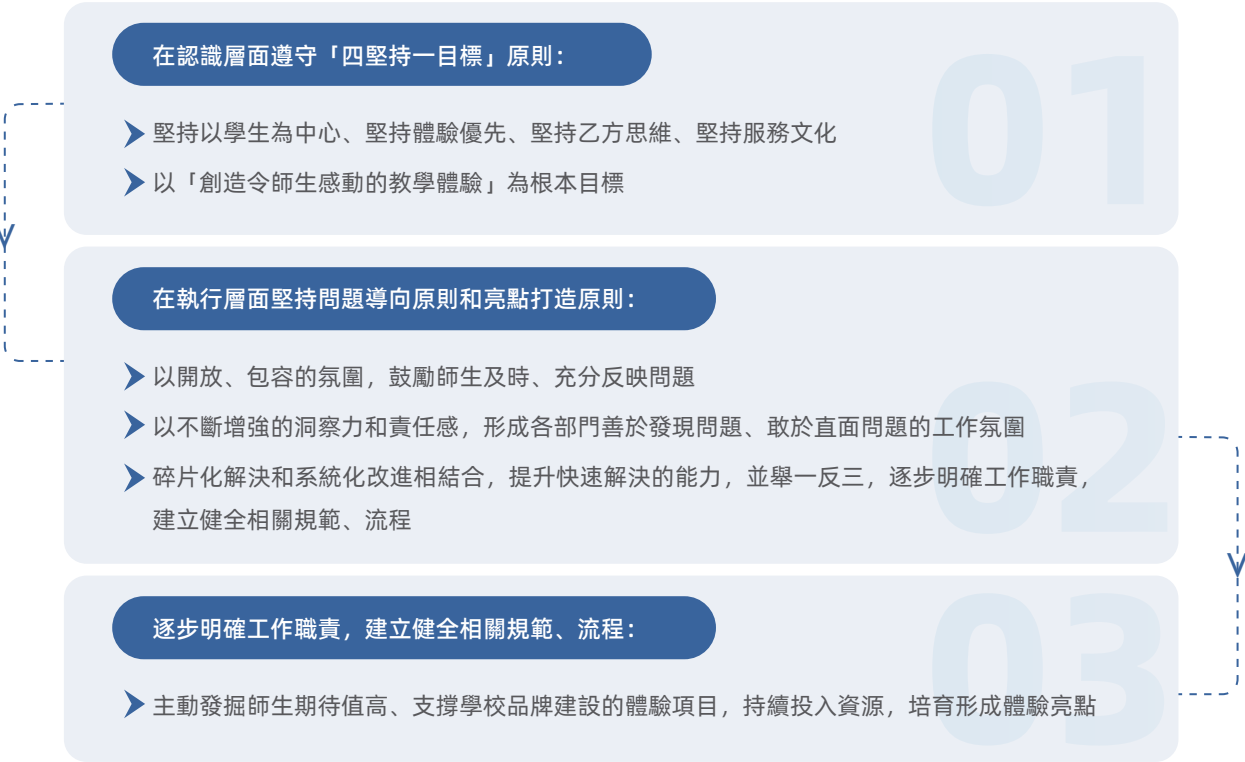 01
在認識層面遵守「四堅持一目標」原則：
堅持以學生為中心、堅持體驗優先、堅持乙方思維、堅持服務文化
以「創造令師生感動的教學體驗」為根本目標
02
在執行層面堅持問題導向原則和亮點打造原則：
以開放、包容的氛圍，鼓勵師生及時、充分反映問題
以不斷增強的洞察力和責任感，形成各部門善於發現問題、敢於直面問題的工作氛圍
碎片化解決和系統化改進相結合，提升快速解決的能力，並舉一反三，逐步明確工作職責，
建立健全相關規範、流程
03
逐步明確工作職責，建立健全相關規範、流程：
主動發掘師生期待值高、支撐學校品牌建設的體驗項目，持續投入資源，培育形成體驗亮點